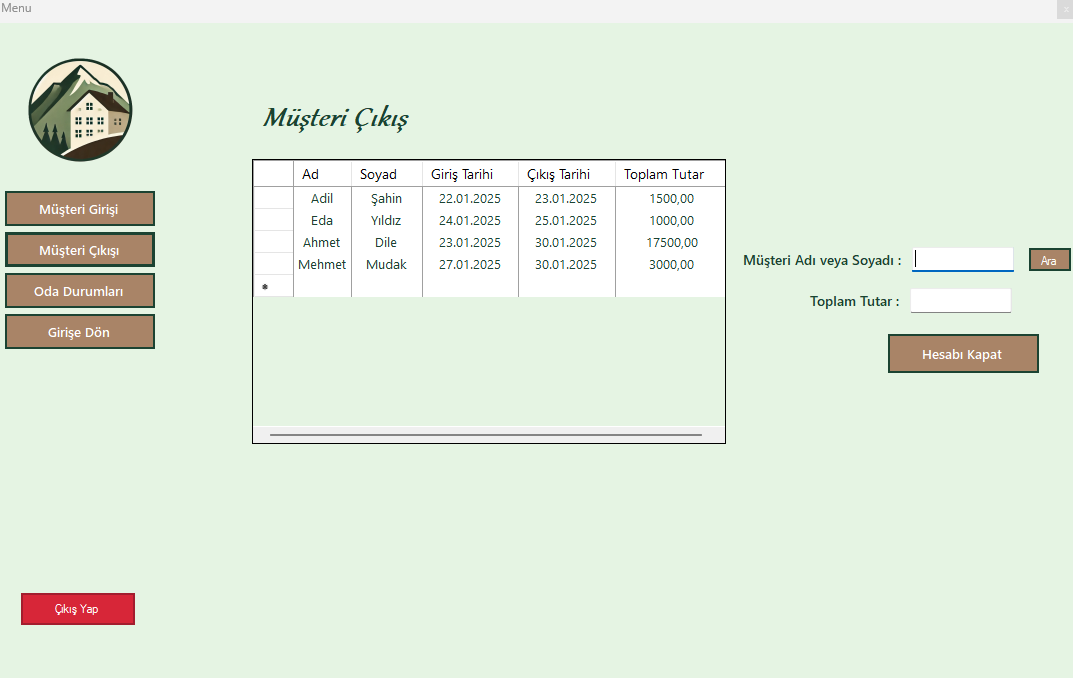 Menu
x
Müşteri Girişi
Müşteri Çıkışı
Oda Durumları
Girişe Dön
Çıkış Yap
Müşteri Çıkış
Ad Soyad Giriş Tarihi Çıkış Tarihi Toplam Tutar
Adil Şahin 22.01.2025 23.01.2025 1500,00
Eda Yıldız 24.01.2025 25.01.2025 1000,00
Ahmet Dile 23.01.2025 30.01.2025 17500,00
Mehmet Mudak 27.01.2025 30.01.2025 3000,00
*
Müşteri Adı veya Soyadı :
Ara
Toplam Tutar :
Hesabı Kapat